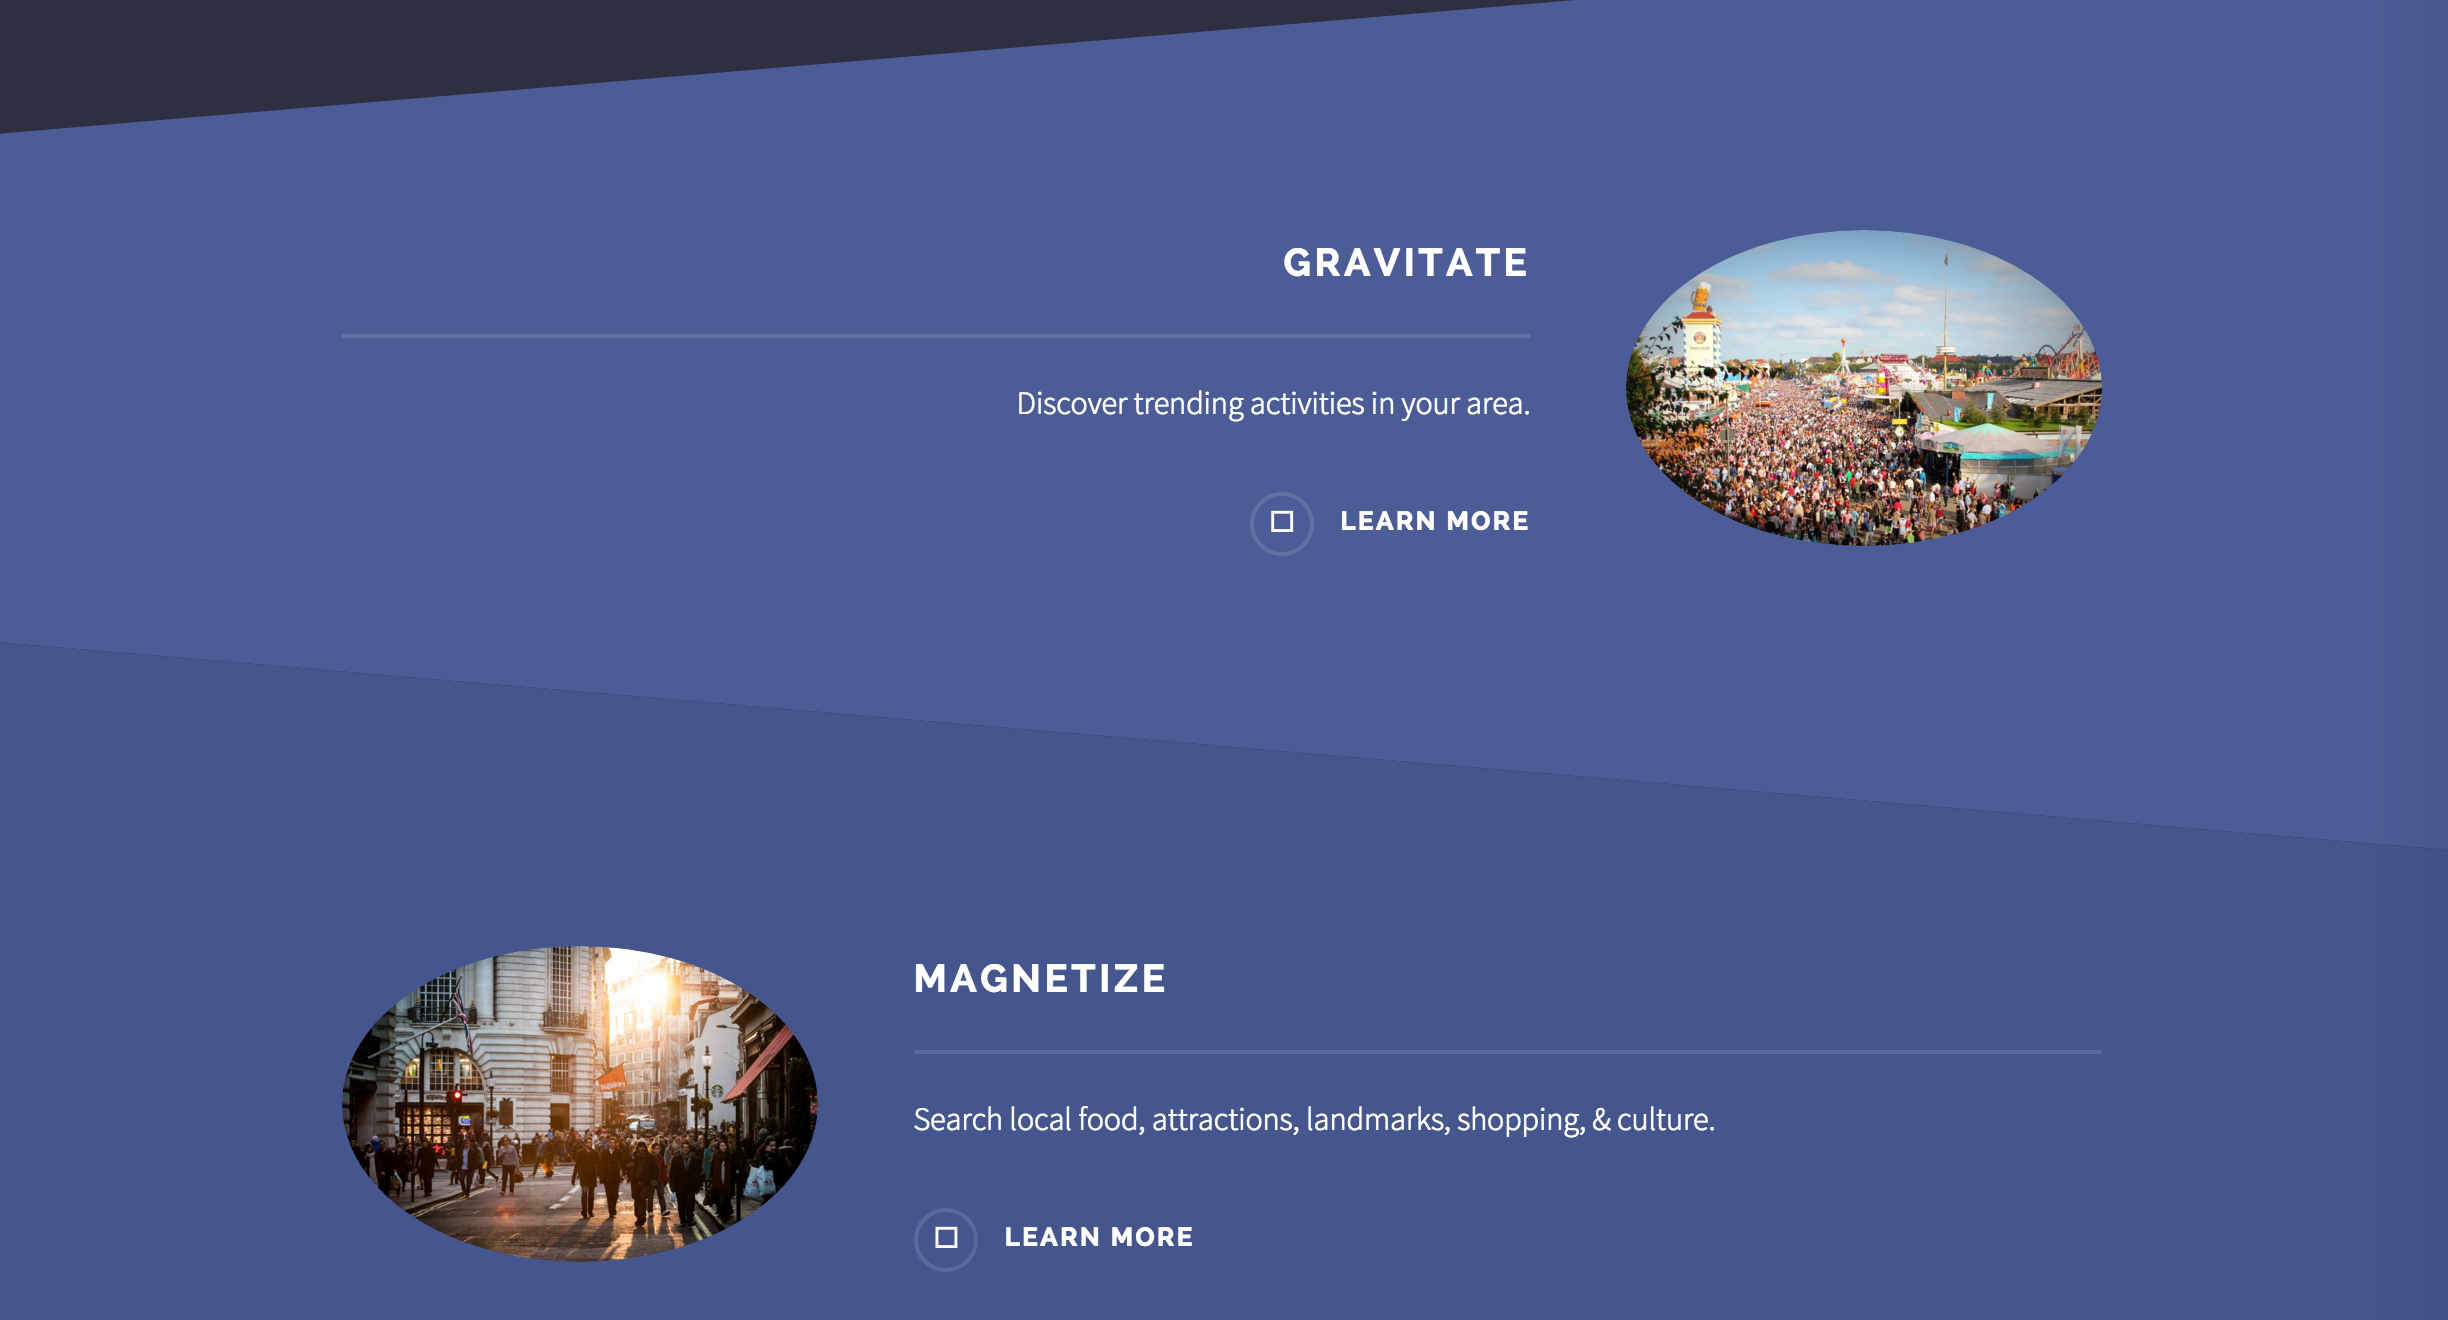 GRAVITATE
Discover trending activities in your area.
LEARN MORE
MAGNETIZE
Superdry
Search local food, attractions, landmarks, shopping, & culture.
LEARN MORE